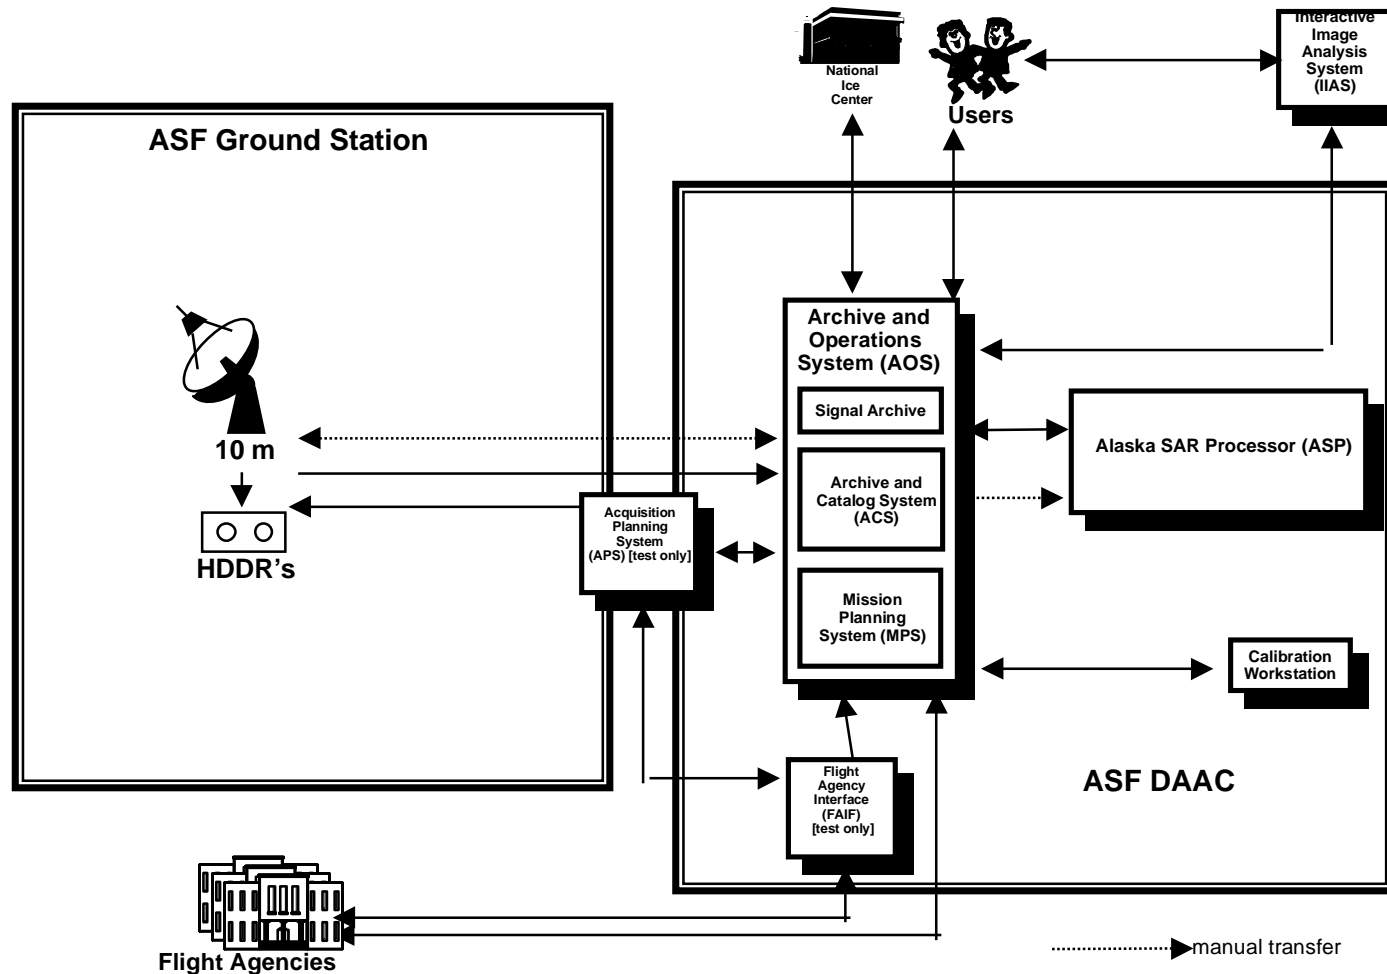 National
Ice
Center
Users
Interactive
Image
Analysis
System
(IIAS)
ASF Ground Station
10 m
HDDR's
Acquisition
Planning
System
(APS) [test only]
Archive and
Operations
System (AOS)
Signal Archive
Archive and
Catalog System
(ACS)
Mission
Planning
System (MPS)
Alaska SAR Processor (ASP)
Calibration
Workstation
Flight
Agency
Interface
(FAIF)
[test only]
ASF DAAC
Flight Agencies
manual transfer